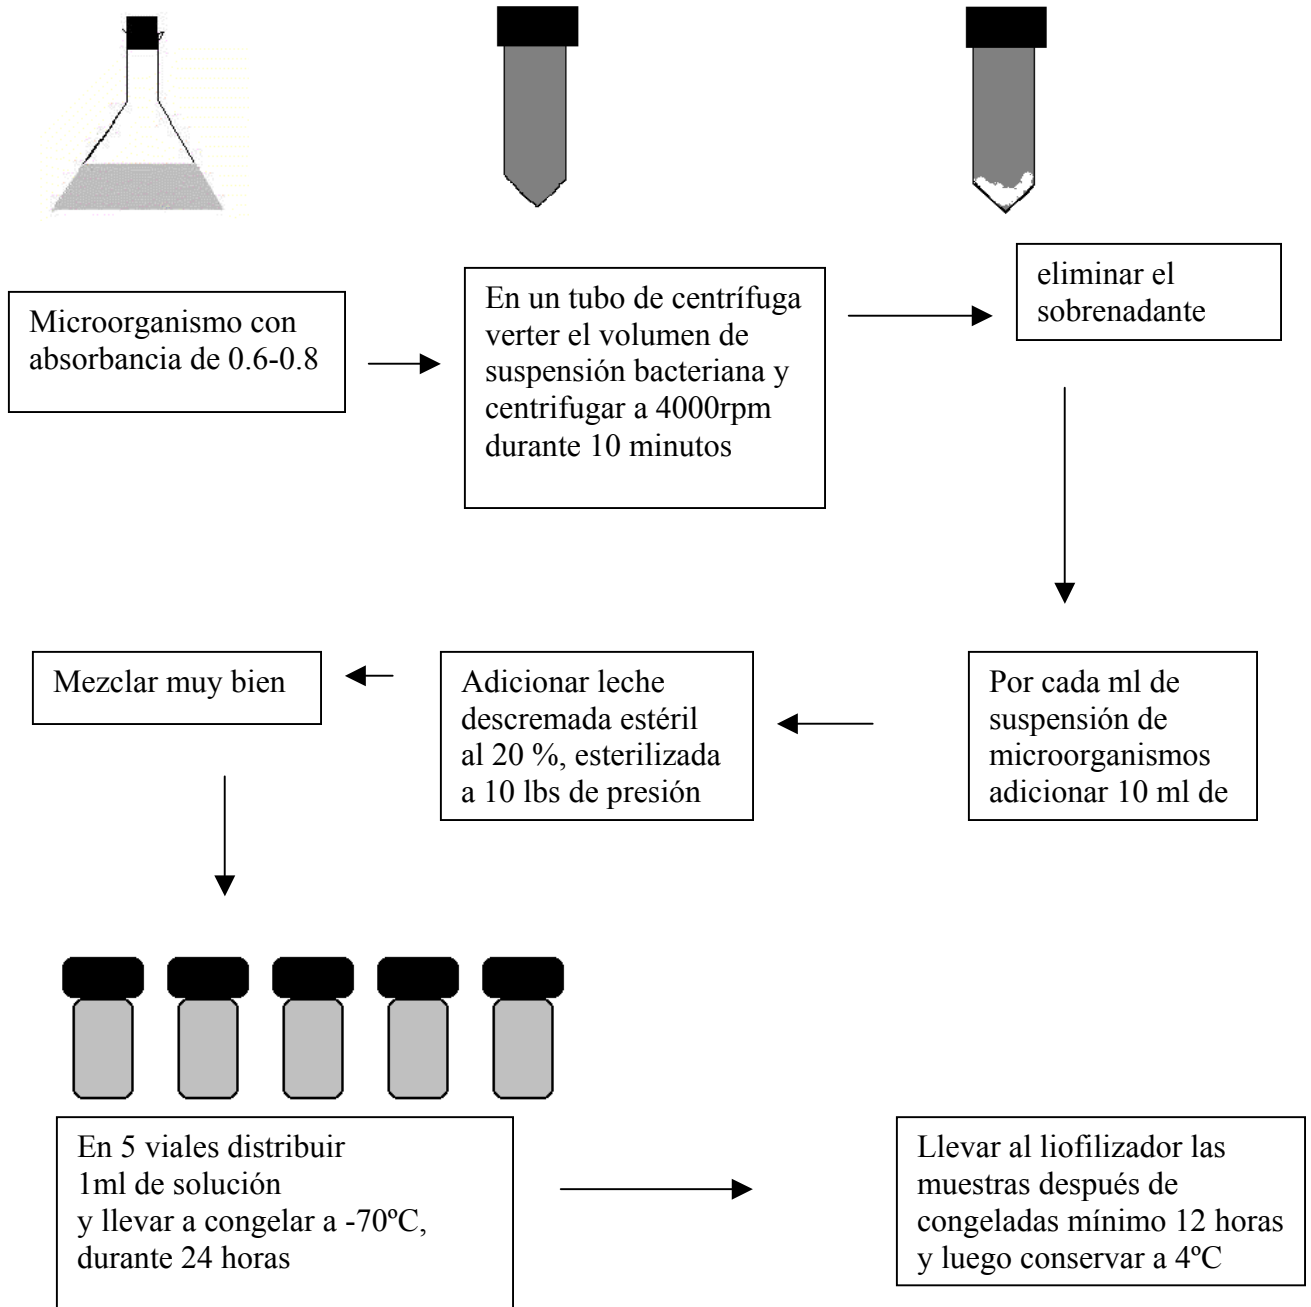 Microorganismo con
absorbancia de 0.6-0.8
En un tubo de centrífuga
verter el volumen de
suspensión bacteriana y
centrifugar a 4000rpm
durante 10 minutos
eliminar el
sobrenadante
Por cada ml de
suspensión de
microorganismos
adicionar 10 ml de
Adicionar leche
descremada estéril
al 20 %, esterilizada
a 10 lbs de presión
Mezclar muy bien
En 5 viales distribuir
1ml de solución
y llevar a congelar a -70ºC,
durante 24 horas
Llevar al liofilizador las
muestras después de
congeladas mínimo 12 horas
y luego conservar a 4ºC